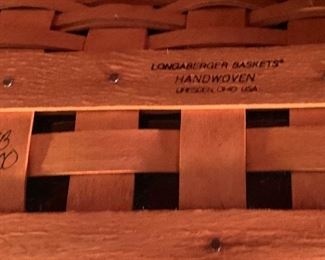 LONGABERGER BASKETS®
HANDWOVEN
DRESDEN, OHIO USA